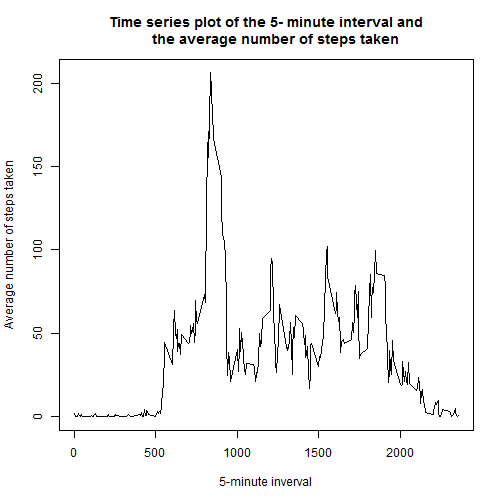 Time series plot of the 5- minute interval and
the average number of steps taken
Average number of steps taken
200
150
100
50
0
0 500 1000 1500 2000
5-minute inverval